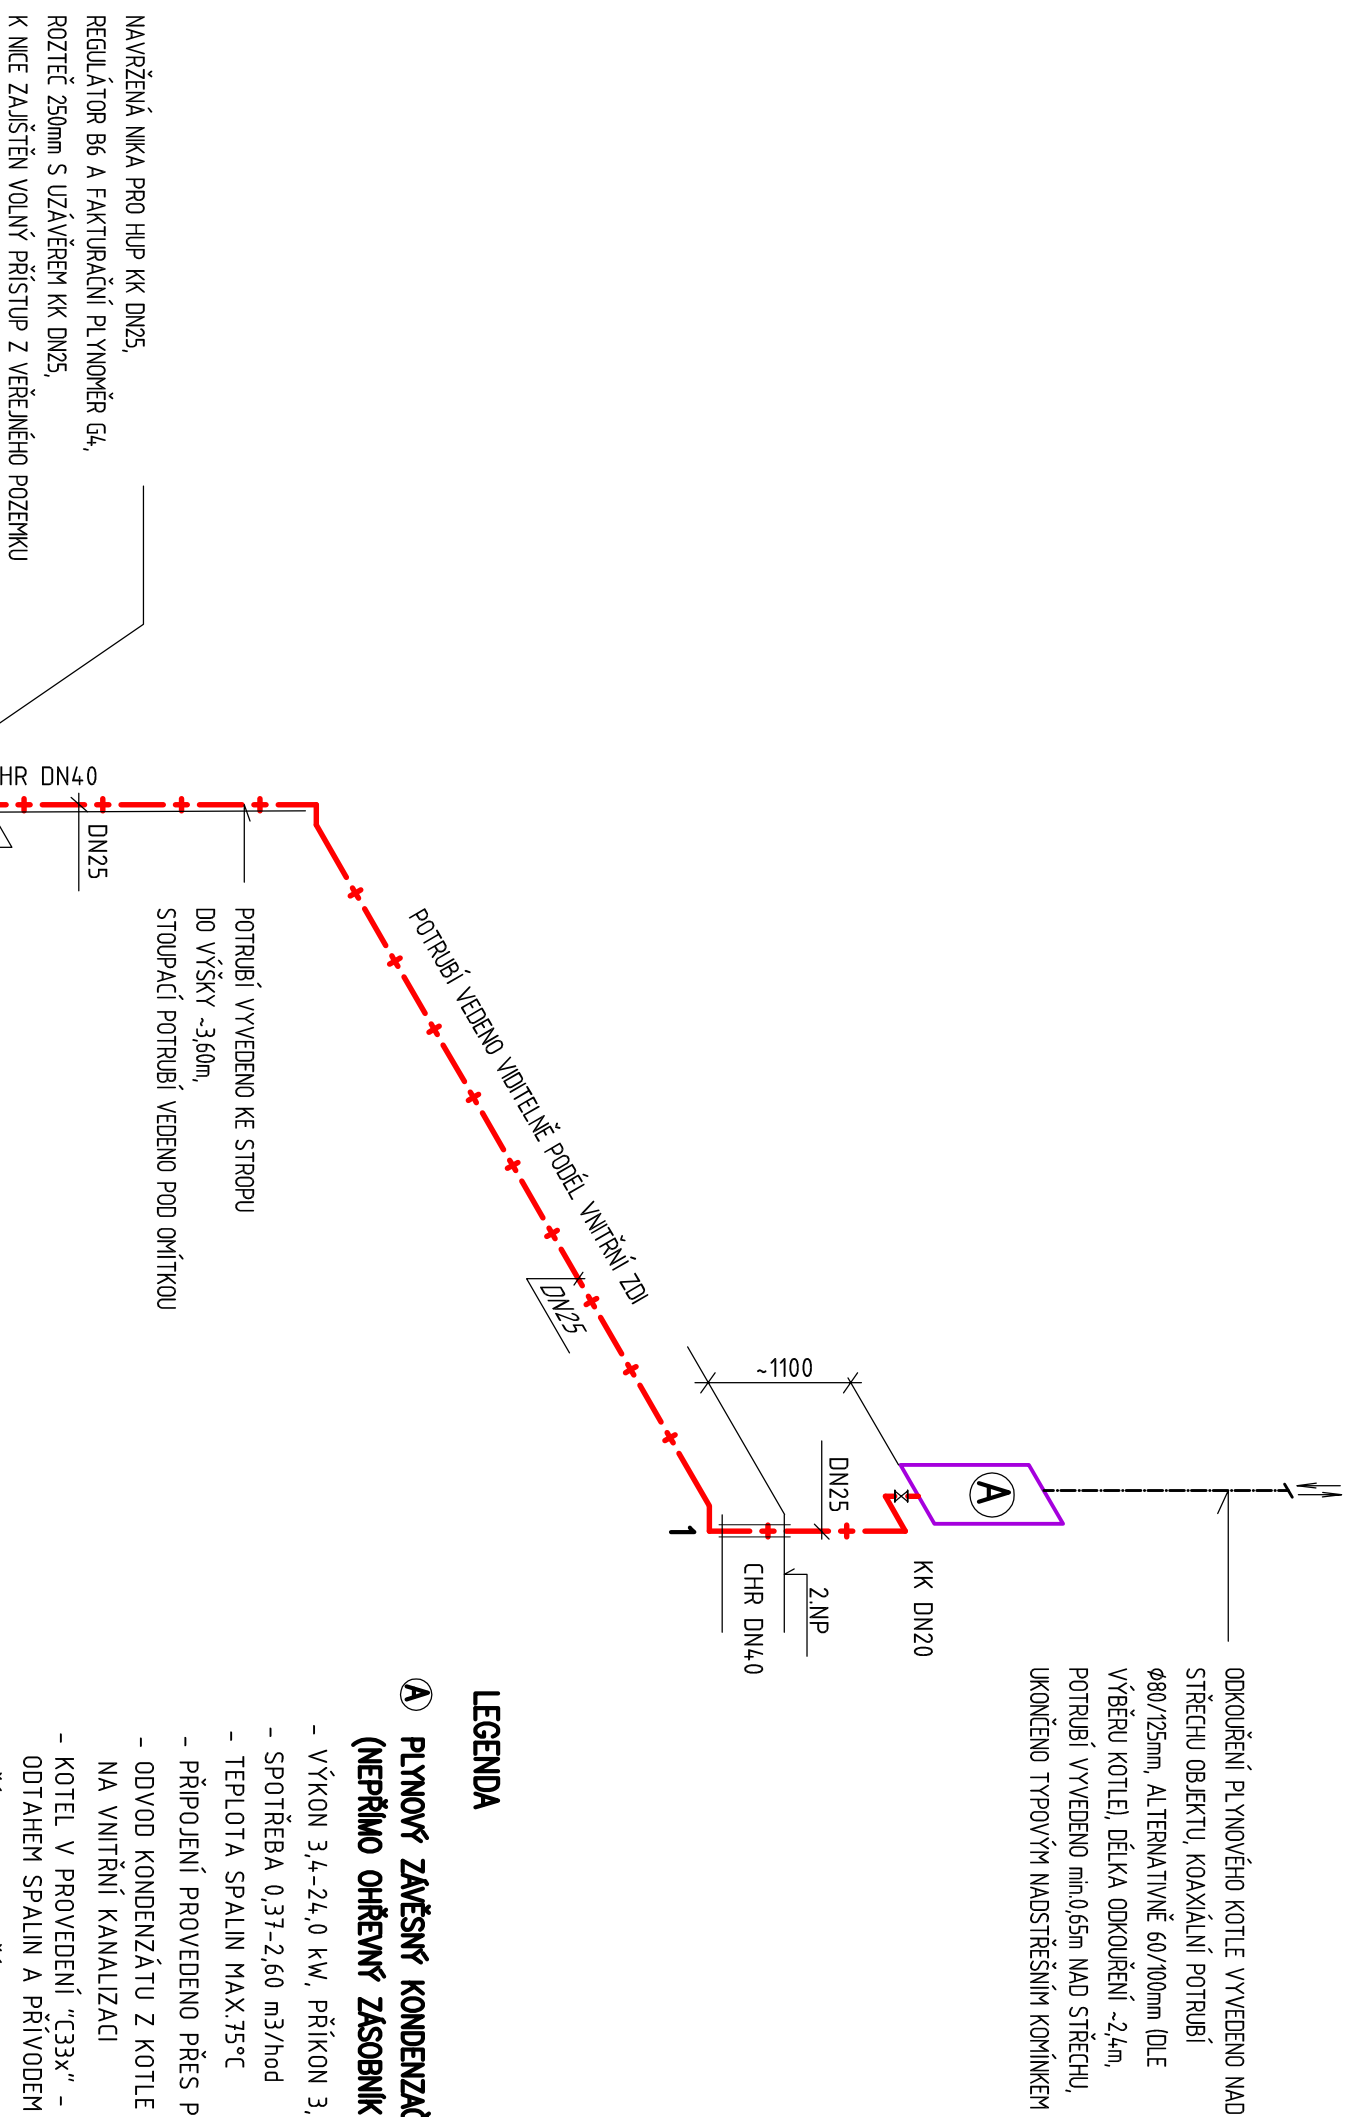 ODKOUŘENÍ PLYNOVÉHO KOTLE VYVEDENO NAD
STŘECHU OBJEKTU, KOAXIÁLNÍ POTRUBÍ
Ø80/125mm, ALTERNATIVNĚ 60/100mm (DLE
VÝBĚRU KOTLE), DÉLKA ODKOUŘENÍ ~2,4m,
POTRUBÍ VYVEDENO min.0,65m NAD STŘECHU,
UKONČENO TYPOVÝM NADSTŘEŠNÍM KOMÍNKEM
A
KK DN20
DN25
~1100
2.NP
CHR DN40
1
POTRUBÍ VEDENO VIDITELNĚ PODÉL VNITŘNÍ ZDI
DN25
POTRUBÍ VYVEDENO KE STROPU
DO VÝŠKY ~3,60m,
STOUPACÍ POTRUBÍ VEDENO POD OMÍTKOU
NAVRŽENÁ NIKA PRO HUP KK DN25,
REGULÁTOR B6 A FAKTURAČNÍ PLYNOMĚR G4,
ROZTEČ 250mm S UZÁVĚREM KK DN25,
K NICE ZAJIŠTĚN VOLNÝ PŘÍSTUP Z VEŘEJNÉHO POZEMKU
DN25
HR DN40
LEGENDA
A PLYNOVÝ ZÁVĚSNÝ KONDENZAČ
(NEPŘÍMO OHŘEVNÝ ZÁSOBNÍK
- VÝKON 3,4-24,0 kW, PŘÍKON 3,
- SPOTŘEBA 0,37-2,60 m3/hod
- TEPLOTA SPALIN MAX.75°C
- PŘIPOJENÍ PROVEDENO PŘES P
- ODVOD KONDENZÁTU Z KOTLE
NA VNITŘNÍ KANALIZACI
- KOTEL V PROVEDENÍ "C33x" -
ODTAHEM SPALIN A PŘÍVODEM